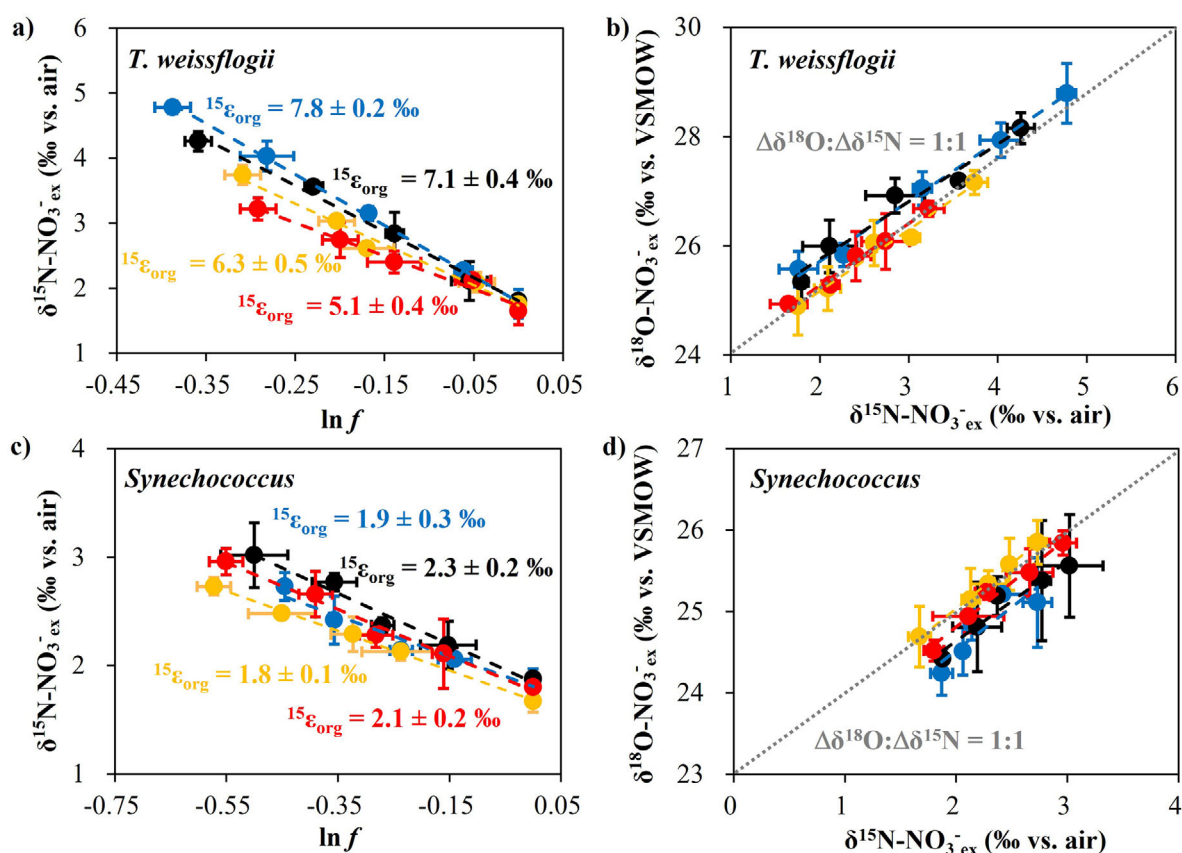 a)
T. weissflogii
6
5
4
3
2
1
δ¹⁵N-NO₃⁻ₑₓ (‰ vs. air)
¹⁵εₒᵣg = 7.8 ± 0.2 ‰
¹⁵εₒᵣg = 7.1 ± 0.4 ‰
¹⁵εₒᵣg = 6.3 ± 0.5 ‰
¹⁵εₒᵣg = 5.1 ± 0.4 ‰
-0.45 -0.35 -0.25 -0.15 -0.05 0.05
ln f
b)
T. weissflogii
30
28
26
24
δ¹⁸O-NO₃⁻ₑₓ (‰ vs. VSMOW)
Δδ¹⁸O:Δδ¹⁵N = 1:1
1 2 3 4 5 6
δ¹⁵N-NO₃⁻ₑₓ (‰ vs. air)
c)
Synechococcus
4
3
2
1
δ¹⁵N-NO₃⁻ₑₓ (‰ vs. air)
¹⁵εₒᵣg = 1.9 ± 0.3 ‰
¹⁵εₒᵣg = 2.3 ± 0.2 ‰
¹⁵εₒᵣg = 1.8 ± 0.1 ‰
¹⁵εₒᵣg = 2.1 ± 0.2 ‰
-0.75 -0.55 -0.35 -0.15 0.05
ln f
d)
Synechococcus
27
26
25
24
23
δ¹⁸O-NO₃⁻ₑₓ (‰ vs. VSMOW)
Δδ¹⁸O:Δδ¹⁵N = 1:1
0 1 2 3 4
δ¹⁵N-NO₃⁻ₑₓ (‰ vs. air)